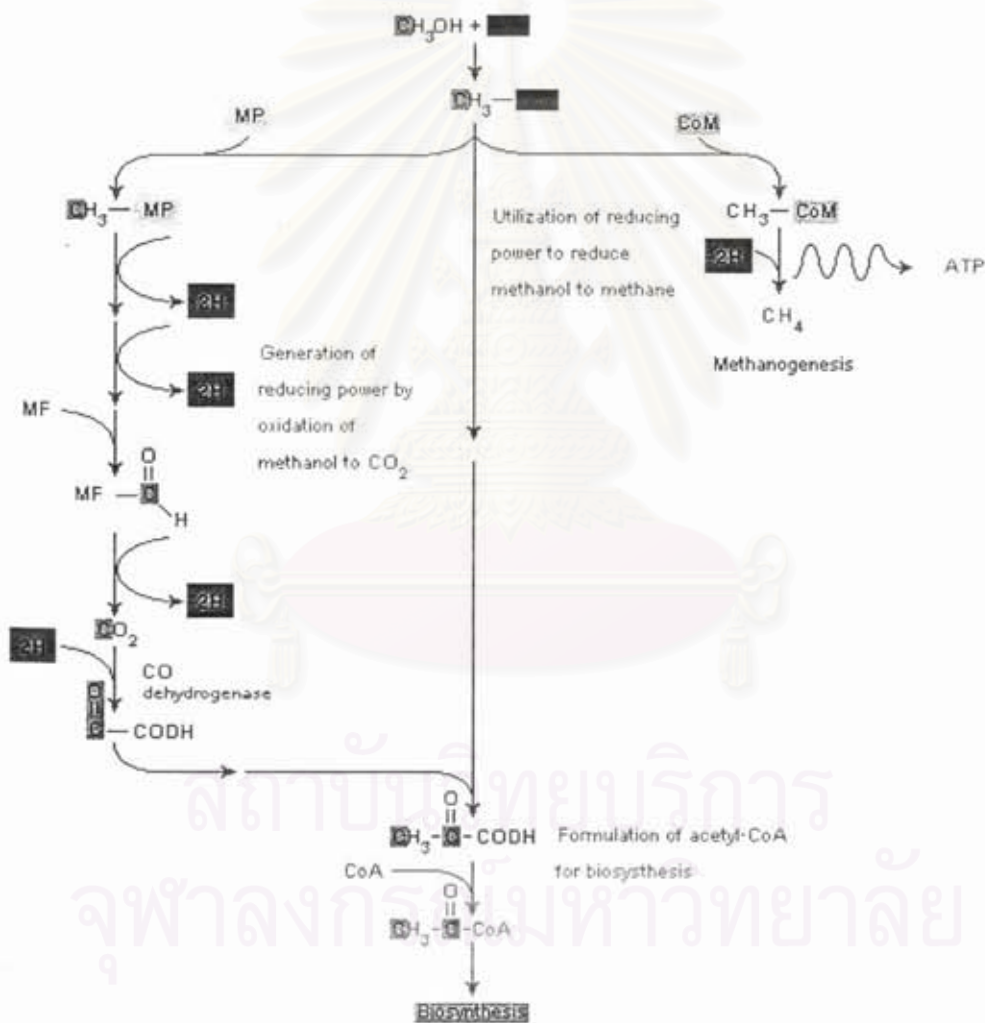 CH3OH +
CH3 —
MP
CoM
CH3 — MP
CH3 — CoM
Utilization of reducing
power to reduce
methanol to methane
2H
ATP
CH4
Methanogenesis
2H
2H
Generation of
reducing power by
oxidation of
methanol to CO2
MF
O
MF — C
H
2H
CO2
2H
CO
dehydrogenase
O
C — CODH
O
CH3 - C - CODH
Formulation of acetyl-CoA
for biosysthesis
CoA
O
CH3 - C - CoA
Biosynthesis
สถาบันวิทยบริการ
จุฬาลงกรณ์มหาวิทยาลัย